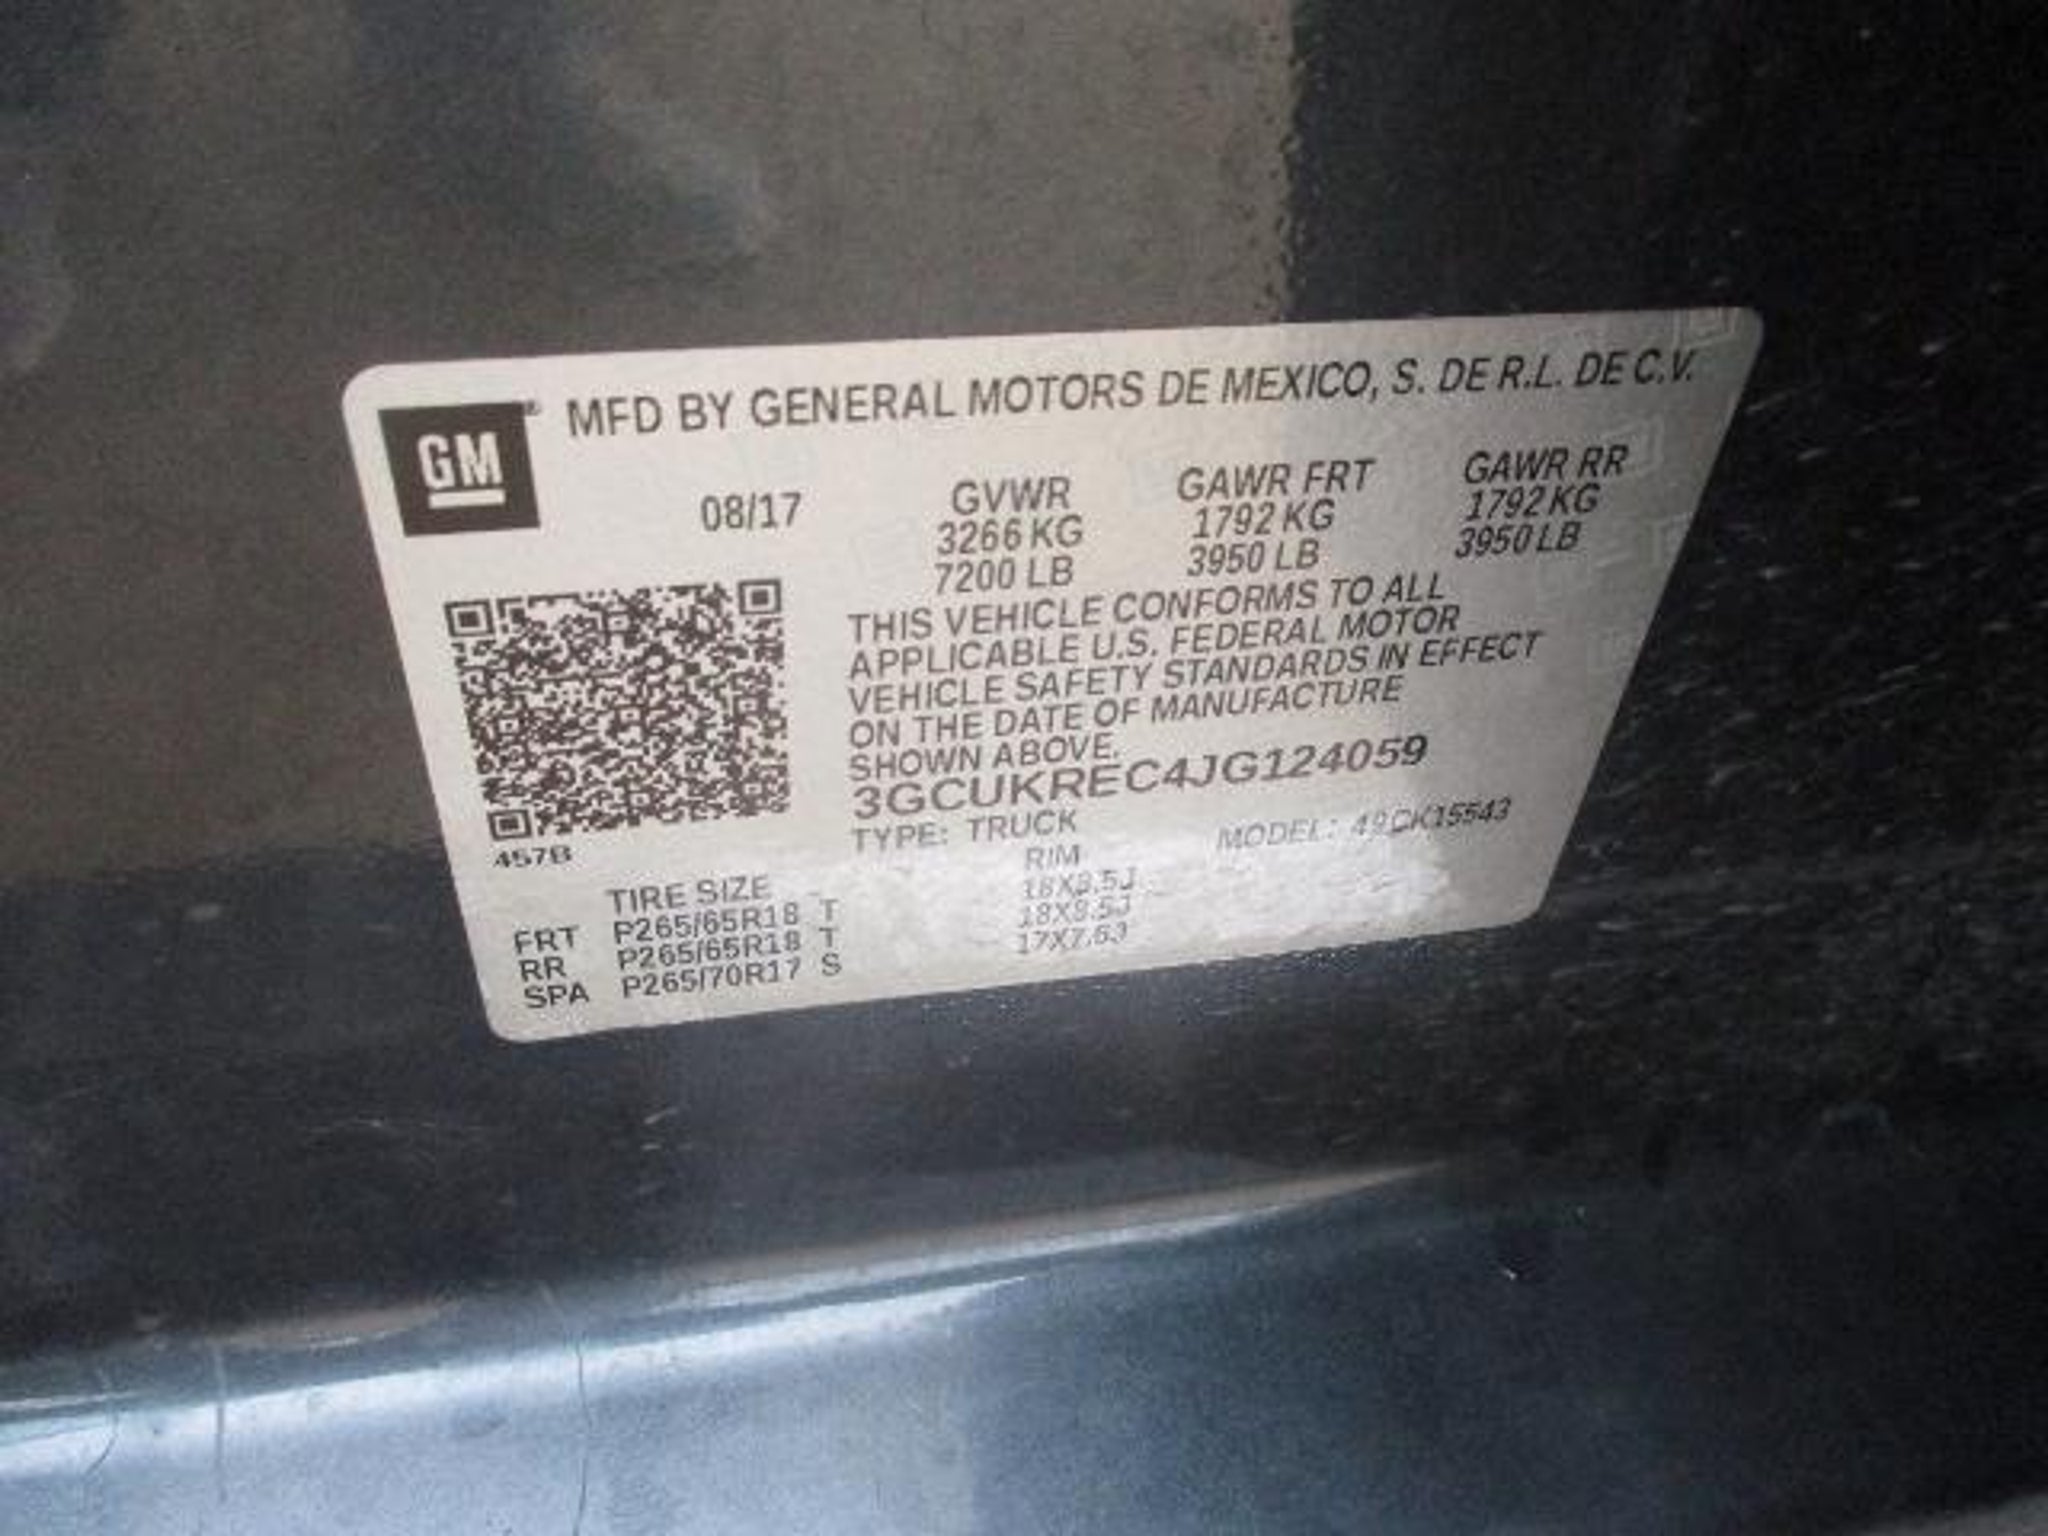 GM
MFD BY GENERAL MOTORS DE MEXICO, S. DE R.L. DE C.V.
08/17 GVWR GAWR FRT GAWR RR
3266 KG 1792 KG 1792 KG
7200 LB 3950 LB 3950 LB
THIS VEHICLE CONFORMS TO ALL
APPLICABLE U.S. FEDERAL MOTOR
VEHICLE SAFETY STANDARDS IN EFFECT
ON THE DATE OF MANUFACTURE
SHOWN ABOVE.
3GCUKREC4JG124059
4578
TYPE: TRUCK MODEL: 49CK15543
TIRE SIZE RIM
FRT P265/65R18 T 18X8.5J
RR P265/65R18 T 18X8.5J
SPA P265/70R17 S